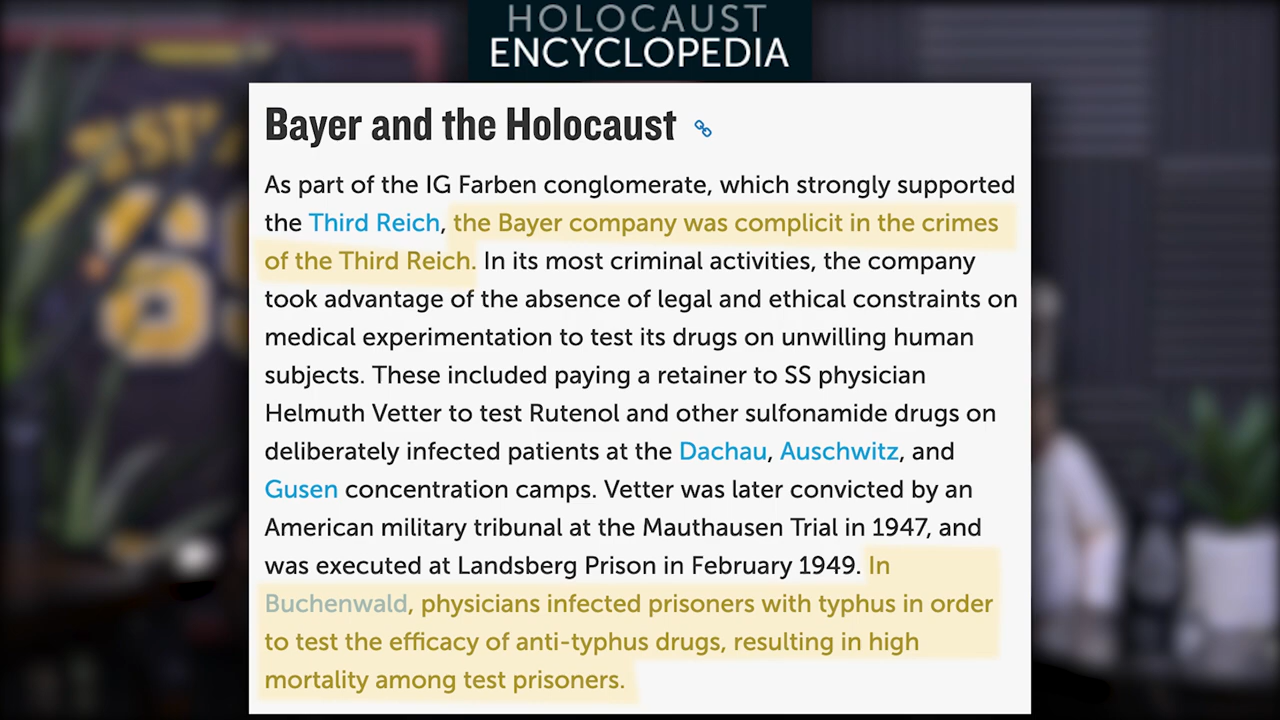 HOLOCAUST
ENCYCLOPEDIA
Bayer and the Holocaust
As part of the IG Farben conglomerate, which strongly supported
the Third Reich, the Bayer company was complicit in the crimes
of the Third Reich. In its most criminal activities, the company
took advantage of the absence of legal and ethical constraints on
medical experimentation to test its drugs on unwilling human
subjects. These included paying a retainer to SS physician
Helmuth Vetter to test Rutenol and other sulfonamide drugs on
deliberately infected patients at the Dachau, Auschwitz, and
Gusen concentration camps. Vetter was later convicted by an
American military tribunal at the Mauthausen Trial in 1947, and
was executed at Landsberg Prison in February 1949. In
Buchenwald, physicians infected prisoners with typhus in order
to test the efficacy of anti-typhus drugs, resulting in high
mortality among test prisoners.